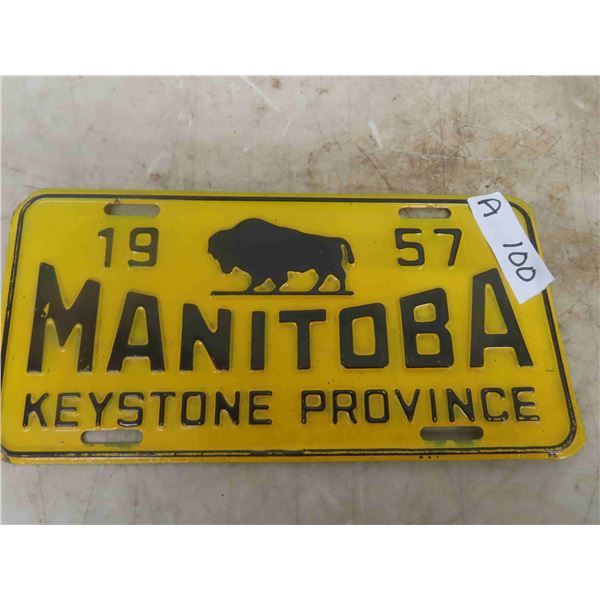 19 57
MANITOBA
KEYSTONE PROVINCE
A
100